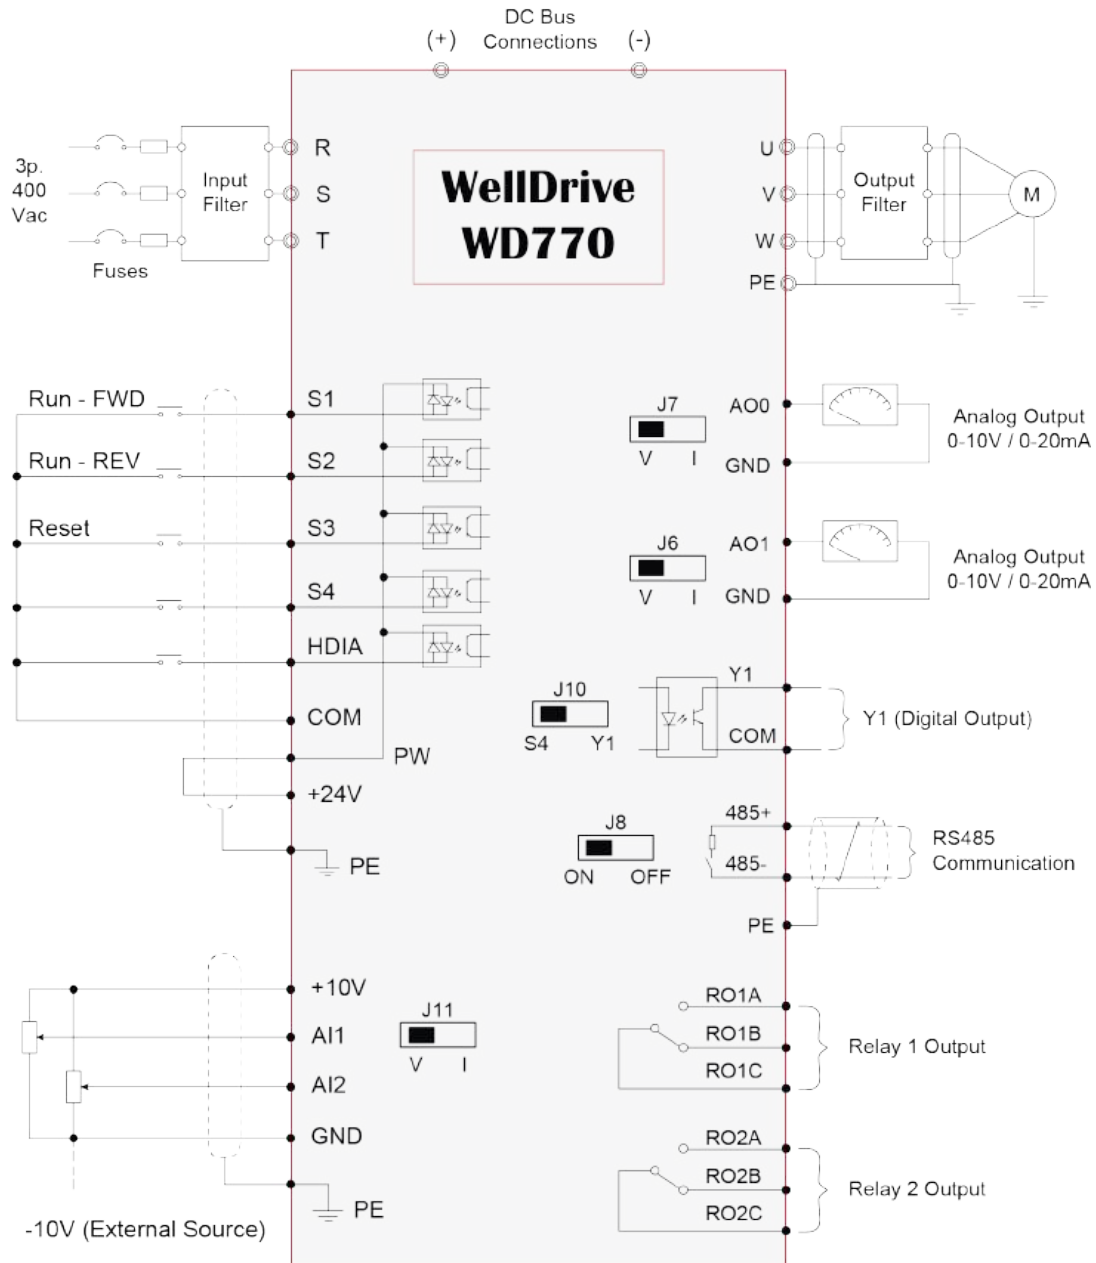 DC Bus
(+) Connections (-)
3p.
400
Vac
Fuses
Input
Filter
R
S
T
WellDrive
WD770
U
V
W
PE
Output
Filter
M
Run - FWD
Run - REV
Reset
S1
S2
S3
S4
HDIA
COM
PW
+24V
PE
J7
V I
AO0
GND
Analog Output
0-10V / 0-20mA
J6
V I
AO1
GND
Analog Output
0-10V / 0-20mA
J10
S4 Y1
Y1
COM
Y1 (Digital Output)
J8
ON OFF
485+
485-
PE
RS485
Communication
+10V
AI1
AI2
GND
PE
-10V (External Source)
J11
V I
RO1A
RO1B
RO1C
Relay 1 Output
RO2A
RO2B
RO2C
Relay 2 Output